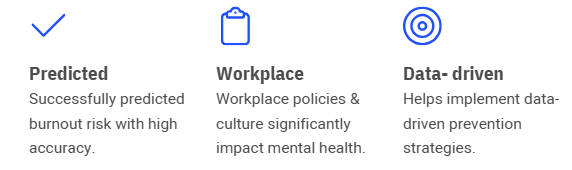 Predicted
Successfully predicted
burnout risk with high
accuracy.
Workplace
Workplace policies &
culture significantly
impact mental health.
Data- driven
Helps implement data-
driven prevention
strategies.